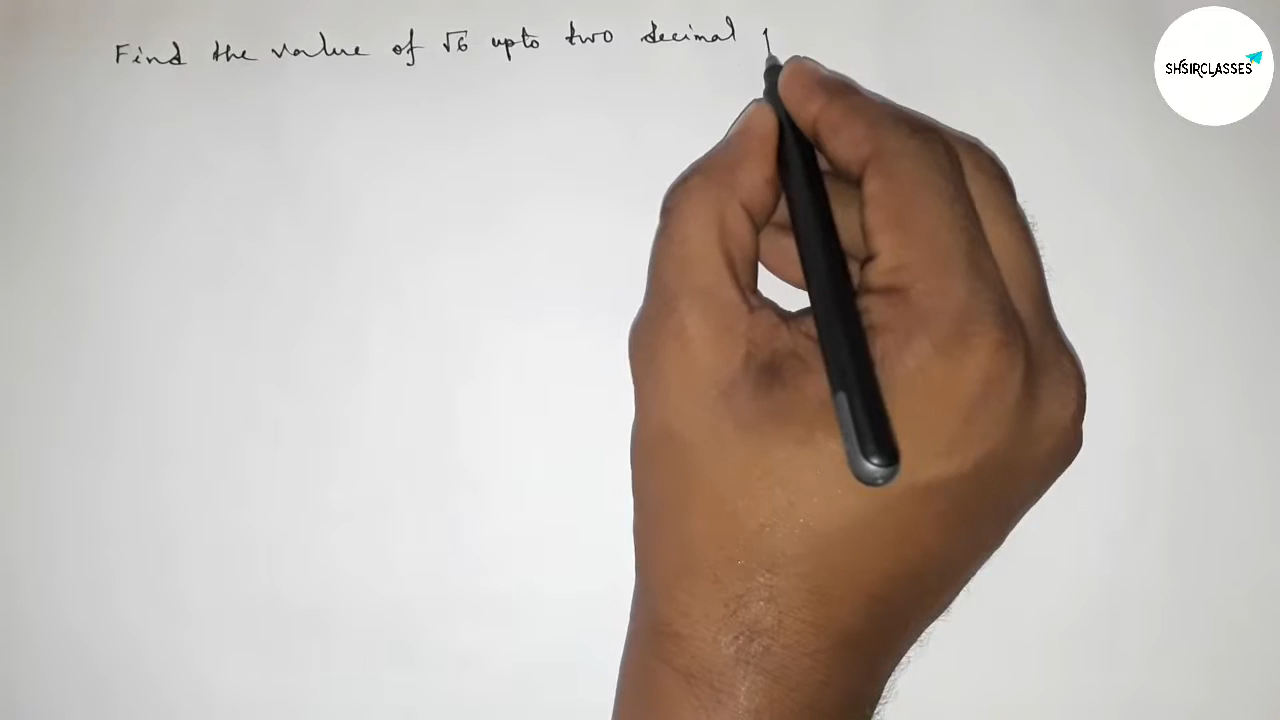 Find the value of √6 upto two decimal
SHSIRCLASSES